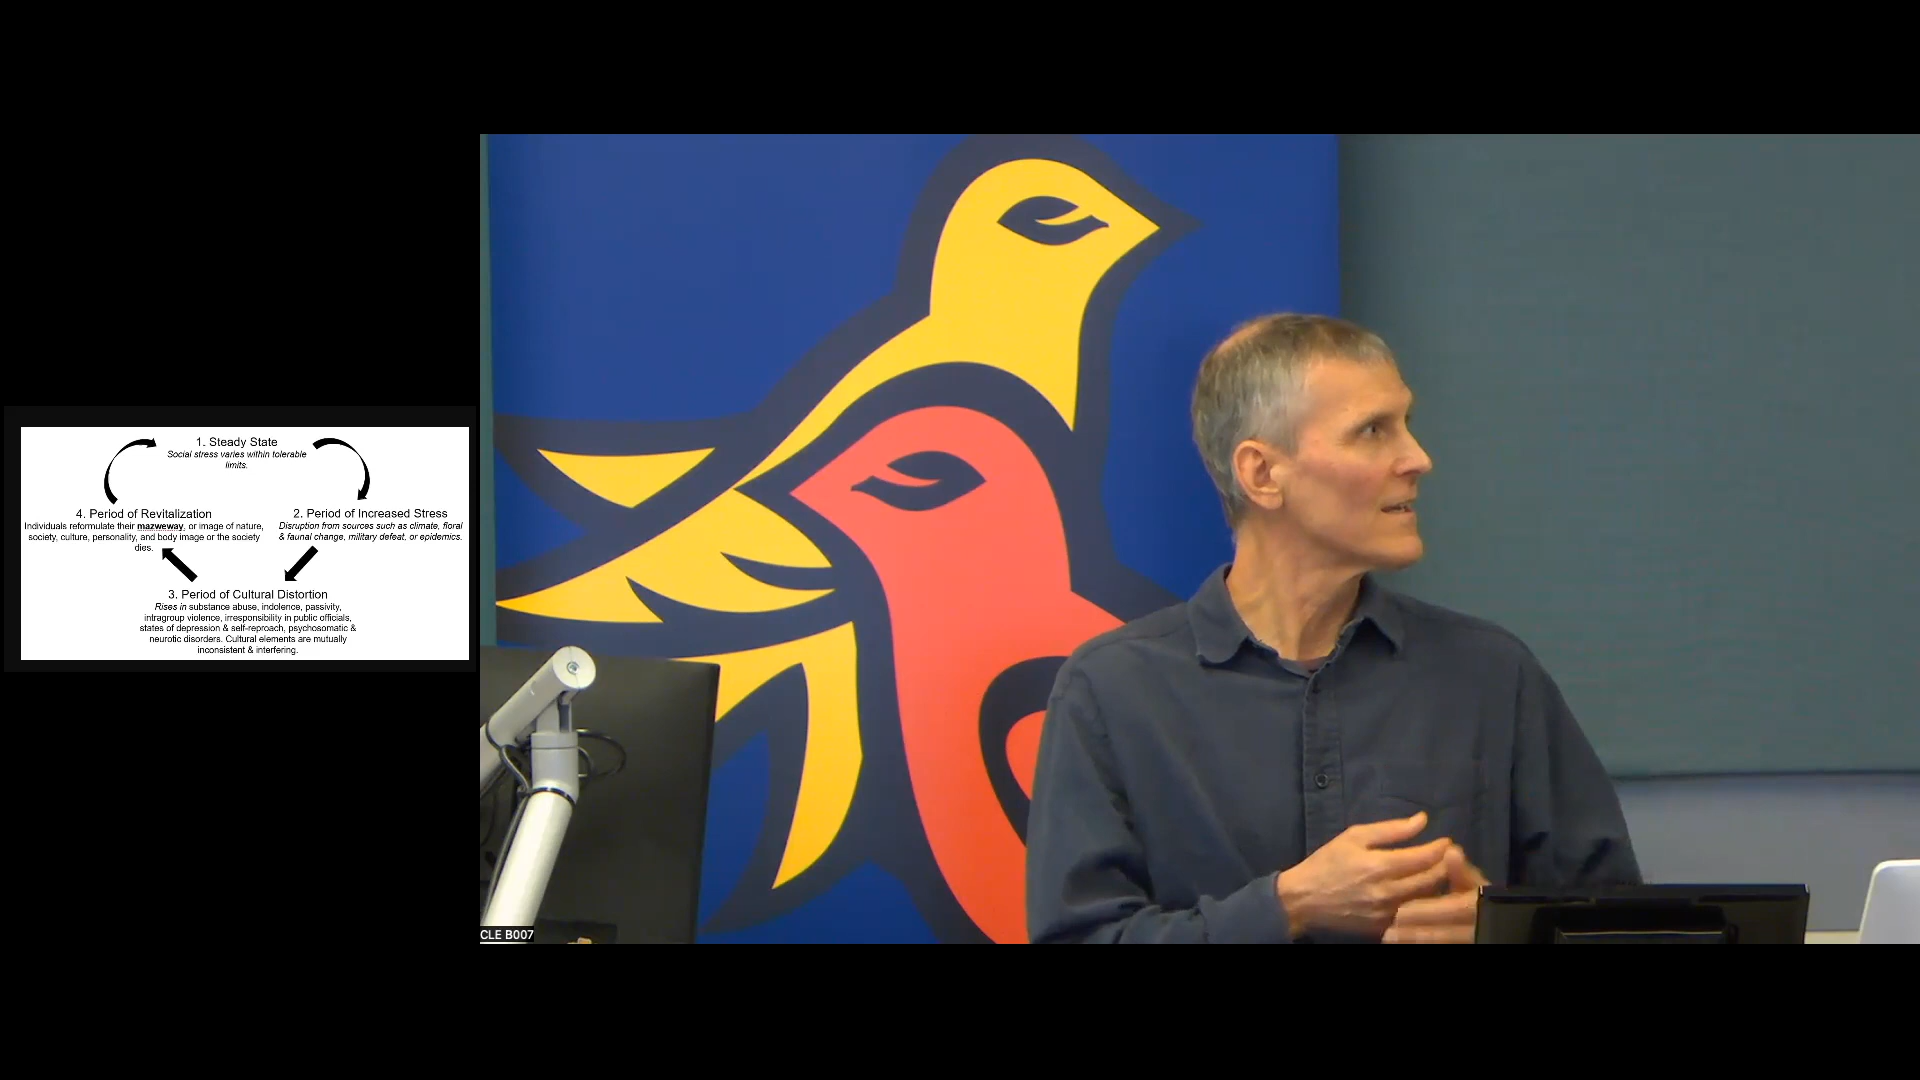 1. Steady State
Social stress varies within tolerable
limits.
4. Period of Revitalization
Individuals reformulate their mazweway, or image of nature,
society, culture, personality, and body image or the society
dies.
2. Period of Increased Stress
Disruption from sources such as climate, floral
& faunal change, military defeat, or epidemics.
3. Period of Cultural Distortion
Rises in substance abuse, indolence, passivity,
intragroup violence, irresponsibility in public officials,
states of depression & self-reproach, psychosomatic &
neurotic disorders. Cultural elements are mutually
inconsistent & interfering.
CLE B007